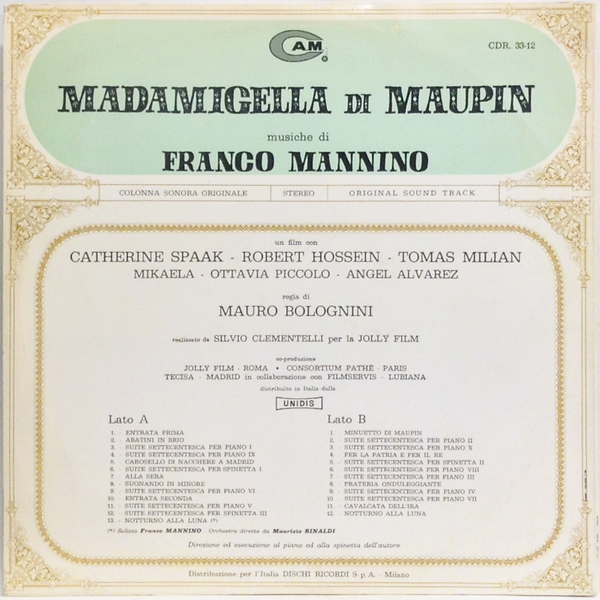 CAM
CDR. 33-12
MADAMIGELLA DI MAUPIN
musiche di
FRANCO MANNINO
COLONNA SONORA ORIGINALE
STEREO
ORIGINAL SOUND TRACK
un film con
CATHERINE SPAAK - ROBERT HOSSEIN - TOMAS MILIAN
MIKAELA - OTTAVIA PICCOLO - ANGEL ALVAREZ
regia di
MAURO BOLOGNINI
realizzato da SILVIO CLEMENTELLI per la JOLLY FILM
co-produzione
JOLLY FILM - ROMA • CONSORTIUM PATHÈ - PARIS
TECISA - MADRID in collaborazione con FILMSERVIS - LUBIANA
distribuito in Italia dalla
UNIDIS
Lato A
1. - ENTRATA PRIMA
2. - ABATINI IN BRIO
3. - SUITE SETTECENTESCA PER PIANO I
4. - SUITE SETTECENTESCA PER PIANO IX
5. - CAROSELLO DI NACCHERE A MADRID
6. - SUITE SETTECENTESCA PER SPINETTA I
7. - ALLA SERA
8. - SUONANDO IN MINORE
9. - SUITE SETTECENTESCA PER PIANO VI
10. - ENTRATA SECONDA
11. - SUITE SETTECENTESCA PER PIANO V
12. - SUITE SETTECENTESCA PER SPINETTA III
13. - NOTTURNO ALLA LUNA (*)
Lato B
1. - MINUETTO DI MAUPIN
2. - SUITE SETTECENTESCA PER PIANO II
3. - SUITE SETTECENTESCA PER PIANO X
4. - PER LA PATRIA E PER IL RE
5. - SUITE SETTECENTESCA PER SPINETTA II
6. - SUITE SETTECENTESCA PER PIANO VIII
7. - SUITE SETTECENTESCA PER PIANO III
8. - PRATERIA ONDULEGGIANTE
9. - SUITE SETTECENTESCA PER PIANO IV
10. - SUITE SETTECENTESCA PER PIANO VII
11. - CAVALCATA DELL'IRA
12. - NOTTURNO ALLA LUNA
(*) Solista Franco MANNINO - Orchestra diretta da Maurizio RINALDI
Direzione ed esecuzione al piano ed alla spinetta dell'autore
Distribuzione per l'Italia DISCHI RICORDI S.p.A. - Milano